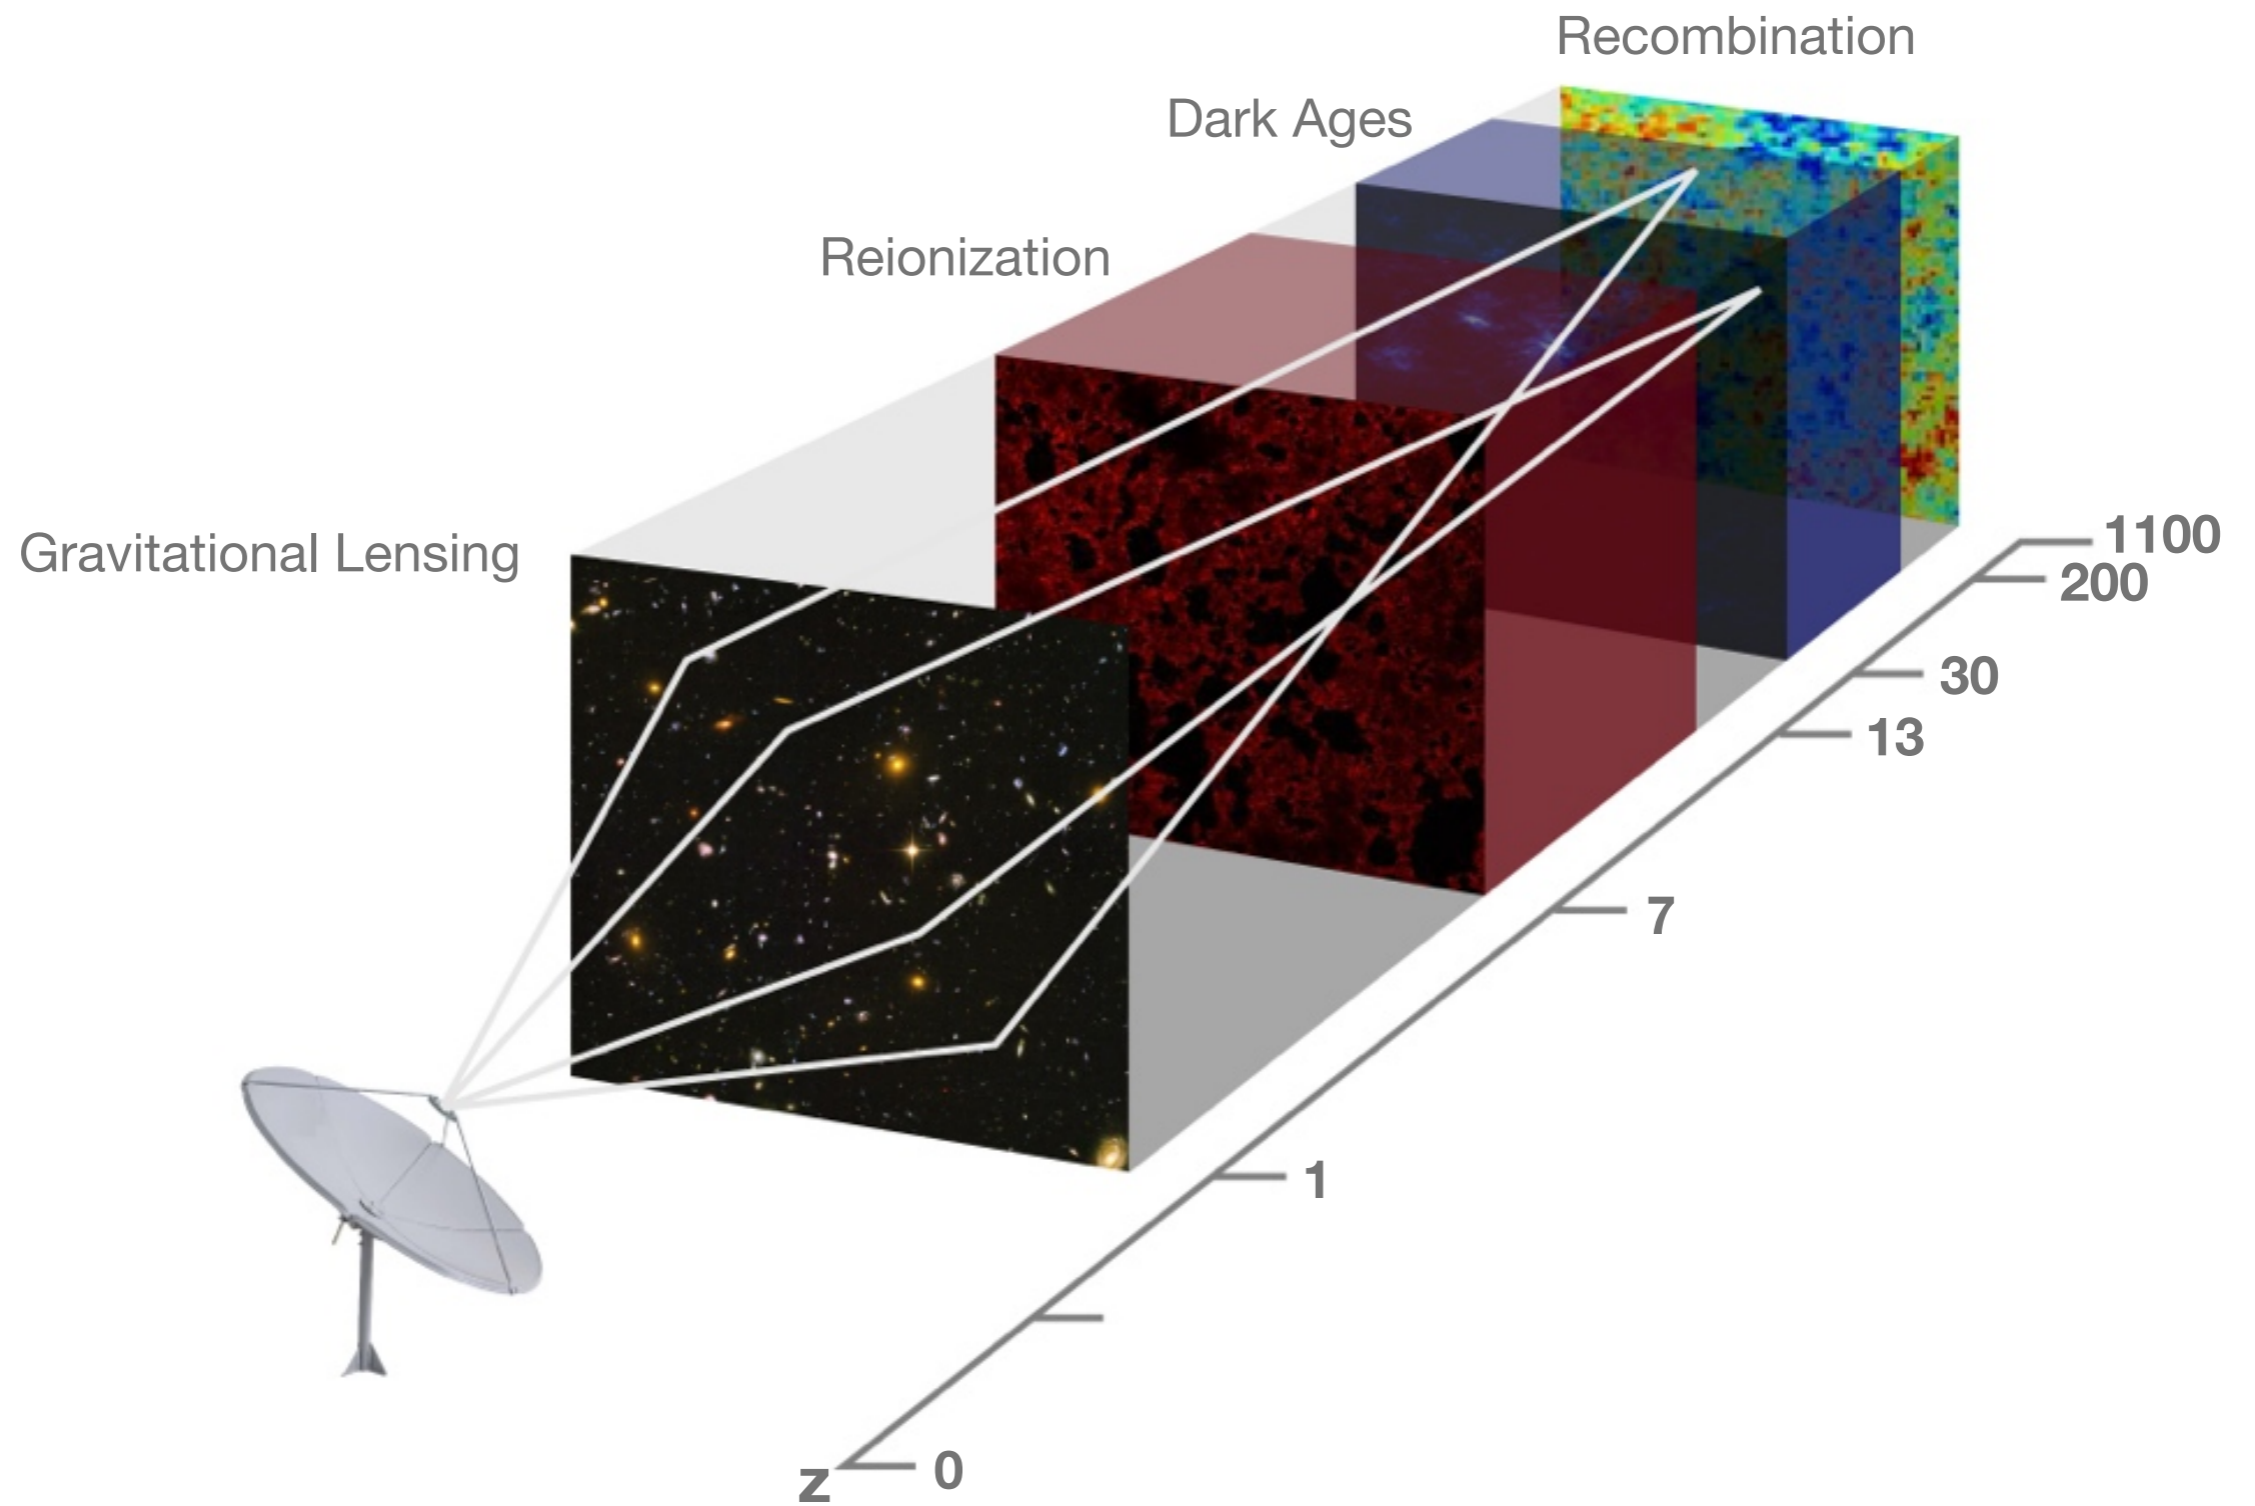 Recombination
Dark Ages
Reionization
Gravitational Lensing
1100
200
30
13
7
1
0
z